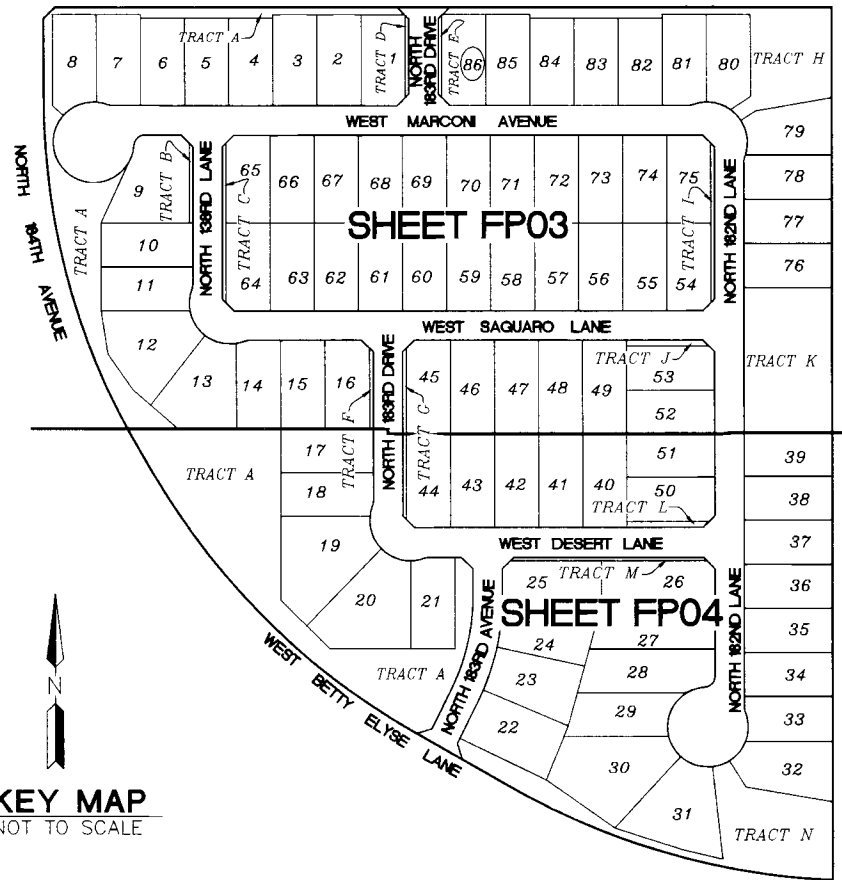 TRACT A
TRACT D
NORTH
183RD DRIVE
TRACT E
8
7
6
5
4
3
2
1
86
85
84
83
82
81
80
TRACT H
WEST MARCONI AVENUE
79
78
77
76
9
10
11
12
TRACT B
NORTH 138RD LANE
TRACT C
65
66
67
68
69
70
71
72
73
74
75
TRACT I
NORTH 182ND LANE
SHEET FP03
64
63
62
61
60
59
58
57
56
55
54
NORTH 184TH AVENUE
TRACT A
WEST SAGUARO LANE
13
14
15
16
TRACT F
NORTH 183RD DRIVE
TRACT G
45
46
47
48
49
TRACT J
53
52
TRACT K
51
50
TRACT L
17
18
19
20
21
TRACT A
44
43
42
41
40
39
38
37
36
35
34
33
32
WEST DESERT LANE
TRACT M
25
26
SHEET FP04
24
27
23
28
22
29
30
31
NORTH 183RD AVENUE
NORTH 182ND LANE
TRACT A
WEST BETTY ELYSE LANE
TRACT N
N
KEY MAP
NOT TO SCALE